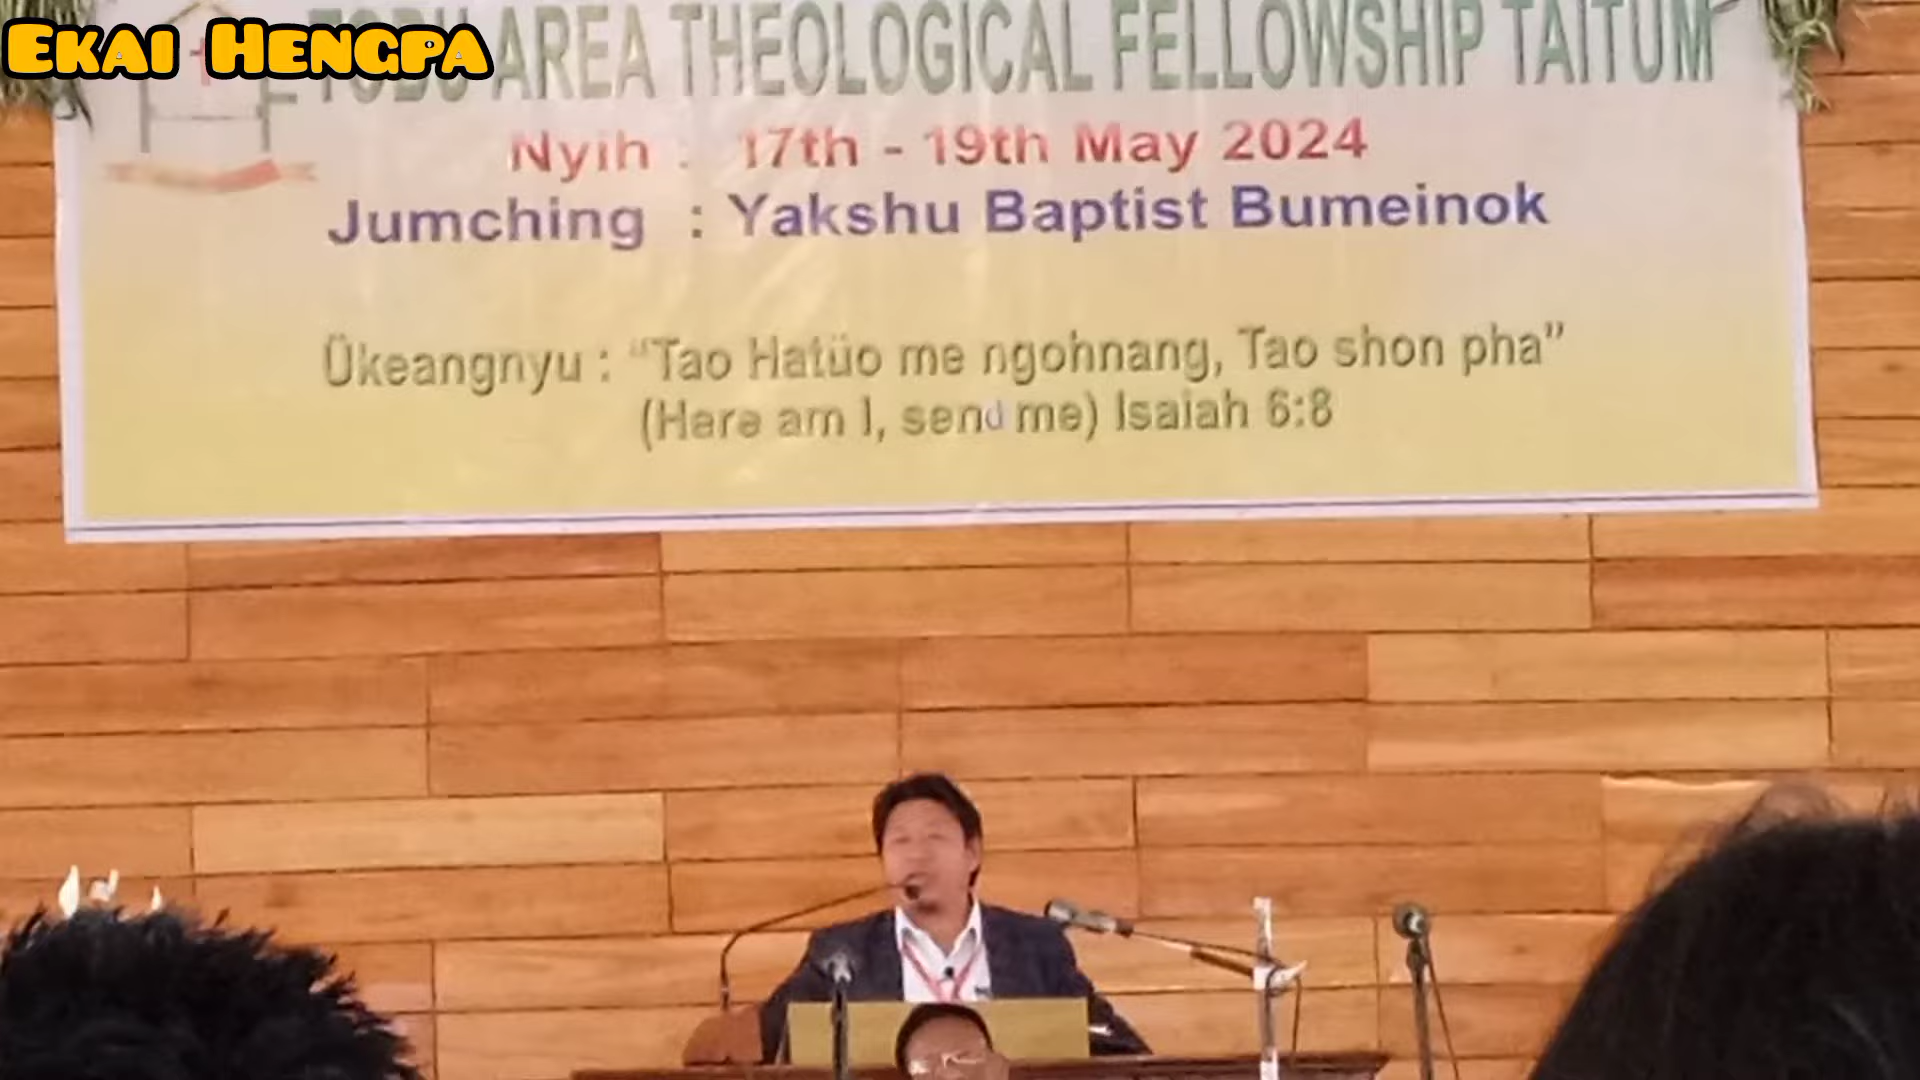 EKAI HENGPA
TOBU AREA THEOLOGICAL FELLOWSHIP TAITUM
Nyih : 17th - 19th May 2024
Jumching : Yakshu Baptist Bumeinok
Ükeangnyu : “Tao Hatüo me ngohnang, Tao shon pha”
(Here am I, send me) Isaiah 6:8